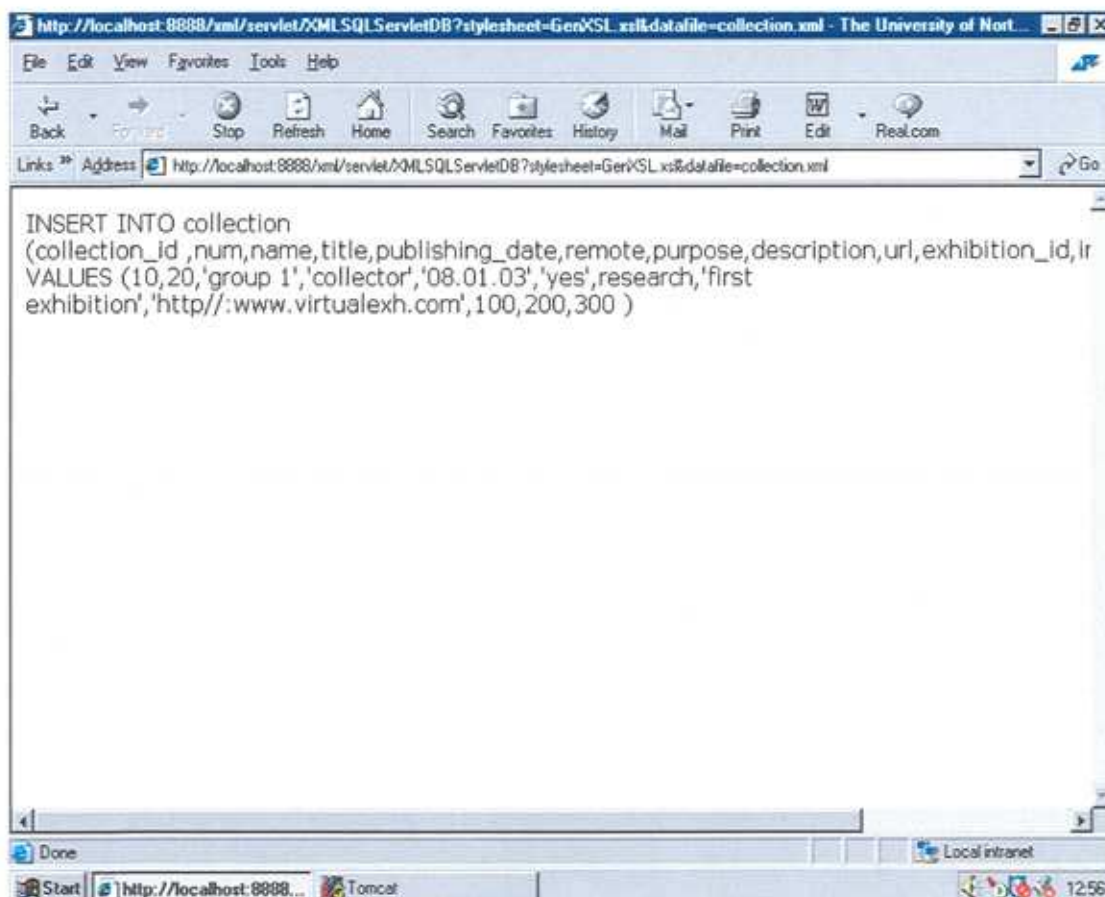 http://localhost:8888/xml/servlet/XMLSQLServletDB?stylesheet=GenXSL.xsl&datafile=collection.xml - The University of Nort...
File Edit View Favorites Tools Help
Back Forward Stop Refresh Home Search Favorites History Mail Print Edit Real.com
Links » Address http://localhost:8888/xml/servlet/XMLSQLServletDB?stylesheet=GenXSL.xsl&datafile=collection.xml Go
INSERT INTO collection
(collection_id ,num,name,title,publishing_date,remote,purpose,description,url,exhibition_id,ir
VALUES (10,20,'group 1','collector','08.01.03','yes',research,'first
exhibition','http//:www.virtualexh.com',100,200,300 )
Done Local intranet
Start http://localhost:8888... Tomcat 12:56